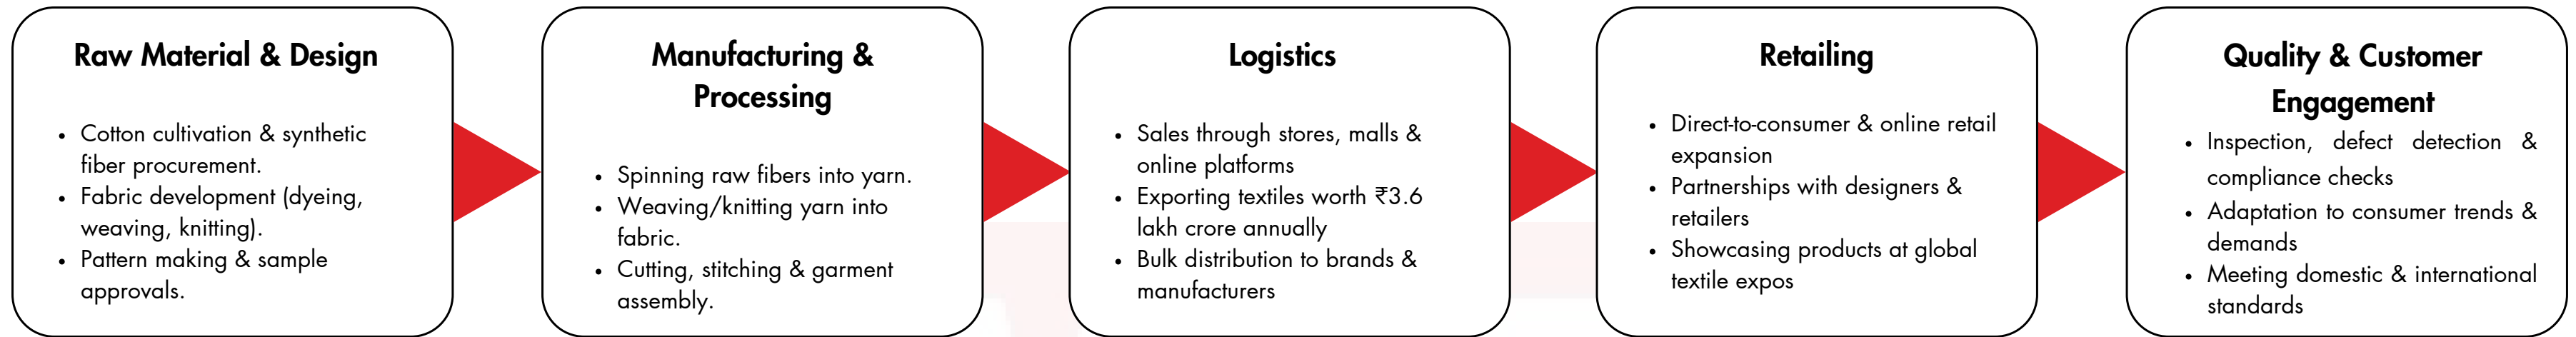 Raw Material & Design
• Cotton cultivation & synthetic
fiber procurement.
• Fabric development (dyeing,
weaving, knitting).
• Pattern making & sample
approvals.
Manufacturing &
Processing
• Spinning raw fibers into yarn.
• Weaving/knitting yarn into
fabric.
• Cutting, stitching & garment
assembly.
Logistics
• Sales through stores, malls &
online platforms
• Exporting textiles worth ₹3.6
lakh crore annually
• Bulk distribution to brands &
manufacturers
Retailing
• Direct-to-consumer & online retail
expansion
• Partnerships with designers &
retailers
• Showcasing products at global
textile expos
Quality & Customer
Engagement
• Inspection, defect detection &
compliance checks
• Adaptation to consumer trends &
demands
• Meeting domestic & international
standards